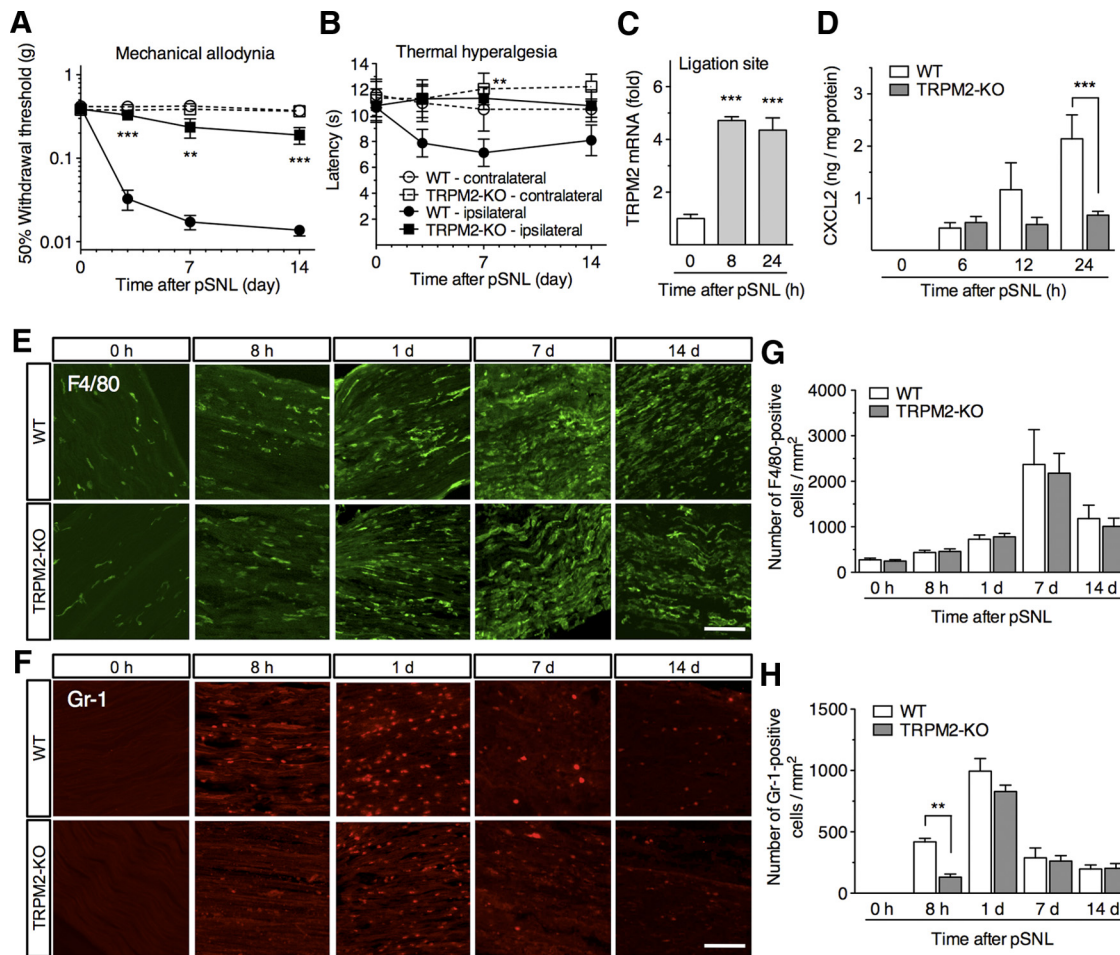 A
Mechanical allodynia
50% Withdrawal threshold (g)
1
0.1
0.01
***
**
***
0 7 14
Time after pSNL (day)
B
Thermal hyperalgesia
Latency (s)
14
12
10
8
6
4
2
**
WT - contralateral
TRPM2-KO - contralateral
WT - ipsilateral
TRPM2-KO - ipsilateral
0 7 14
Time after pSNL (day)
C
Ligation site
TRPM2 mRNA (fold)
6
4
2
*** ***
0 8 24
Time after pSNL (h)
D
CXCL2 (ng / mg protein)
3
2
1
WT
TRPM2-KO
***
0 6 12 24
Time after pSNL (h)
E
0 h 8 h 1 d 7 d 14 d
F4/80
WT
TRPM2-KO
F
0 h 8 h 1 d 7 d 14 d
Gr-1
WT
TRPM2-KO
G
Number of F4/80-positive
cells / mm²
4000
3000
2000
1000
0
WT
TRPM2-KO
0 h 8 h 1 d 7 d 14 d
Time after pSNL
H
Number of Gr-1-positive
cells / mm²
1500
1000
500
0
WT
TRPM2-KO
**
0 h 8 h 1 d 7 d 14 d
Time after pSNL